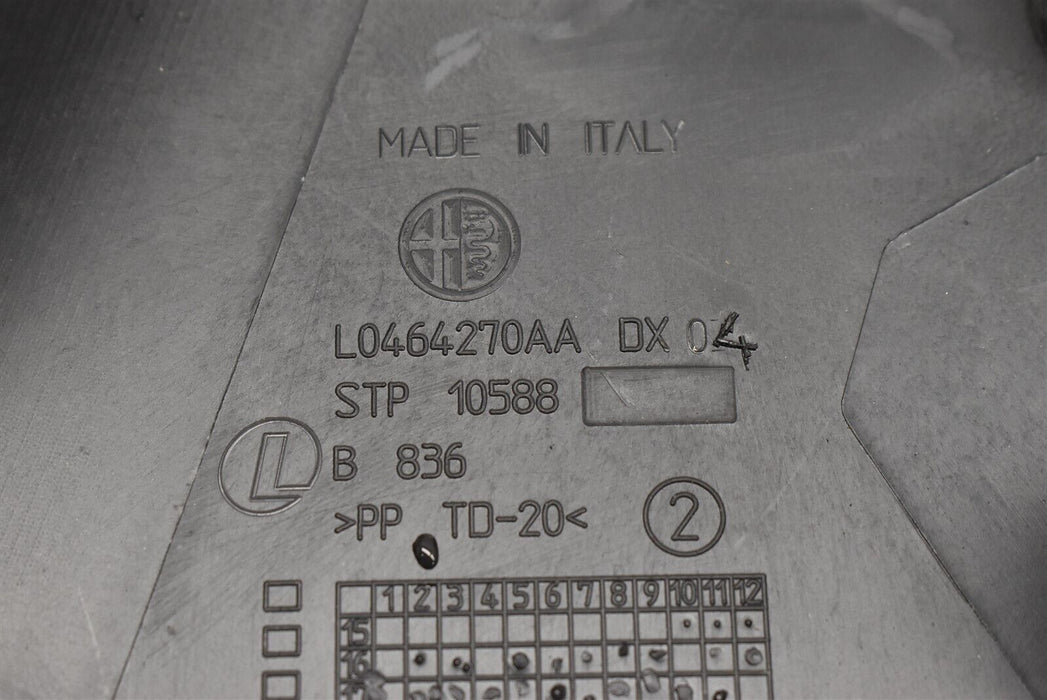 MADE IN ITALY
L0464270AA DX 04
STP 10588
L B 836
>PP TD-20< 2
1 2 3 4 5 6 7 8 9 10 11 12
15
16